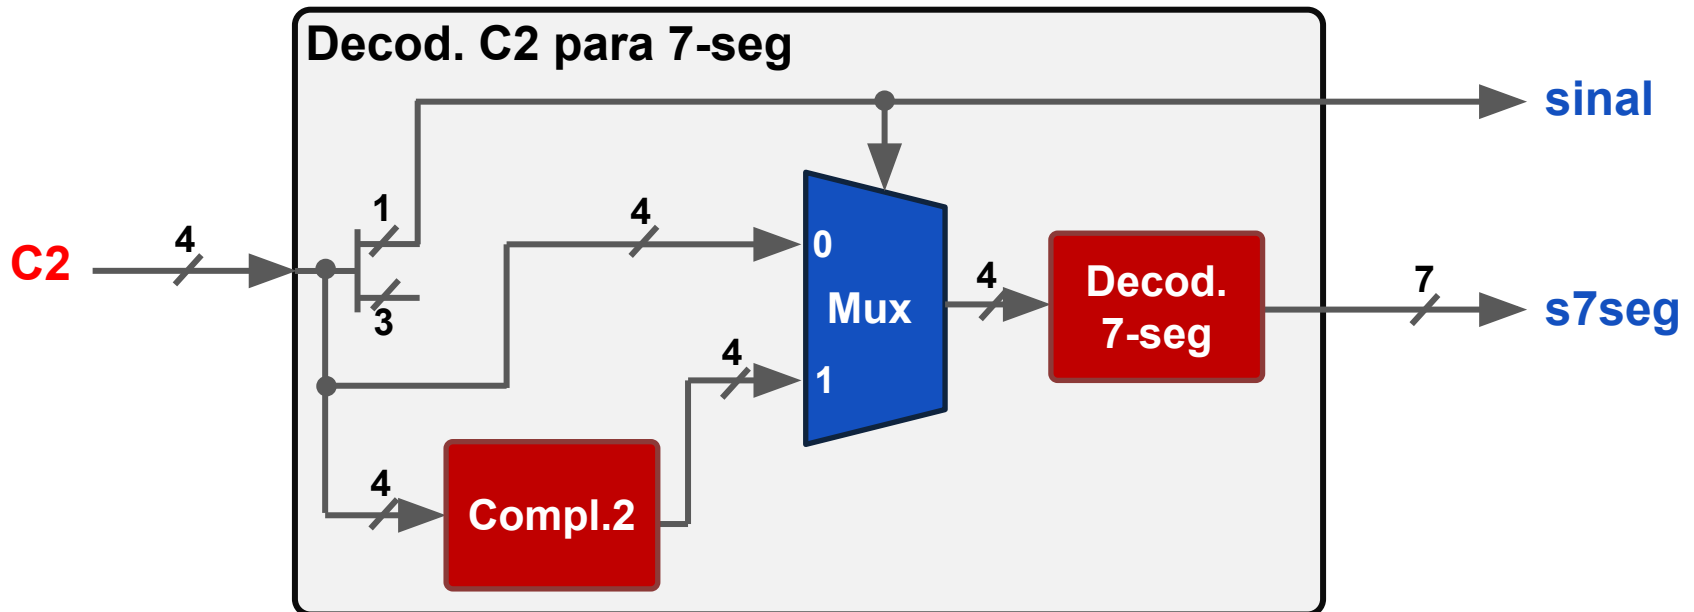 Decod. C2 para 7-seg
sinal
1
4
4
0
C2
4
Decod.
7-seg
7
s7seg
Mux
3
4
1
4
Compl.2